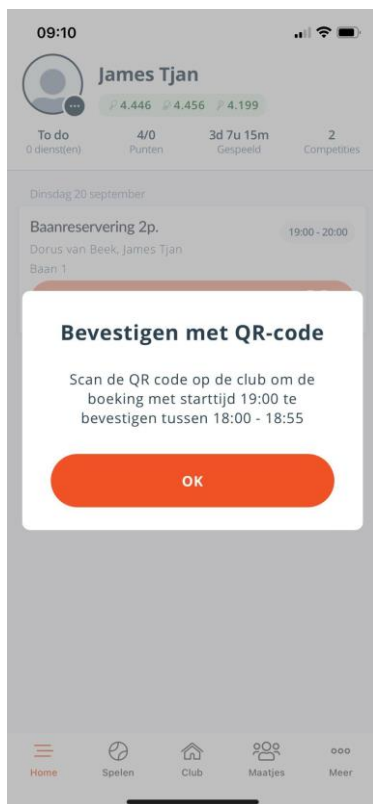 09:10
James Tjan
4.446 4.456 4.199
To do 4/0 3d 7u 15m 2
0 dienst(en) Punten Gespeeld Competities
Dinsdag 20 september
Baanreservering 2p. 19:00 - 20:00
Dorus van Beek, James Tjan
Baan 1
Bevestigen met QR-code
Scan de QR code op de club om de
boeking met starttijd 19:00 te
bevestigen tussen 18:00 - 18:55
OK
Home Spelen Club Maatjes Meer